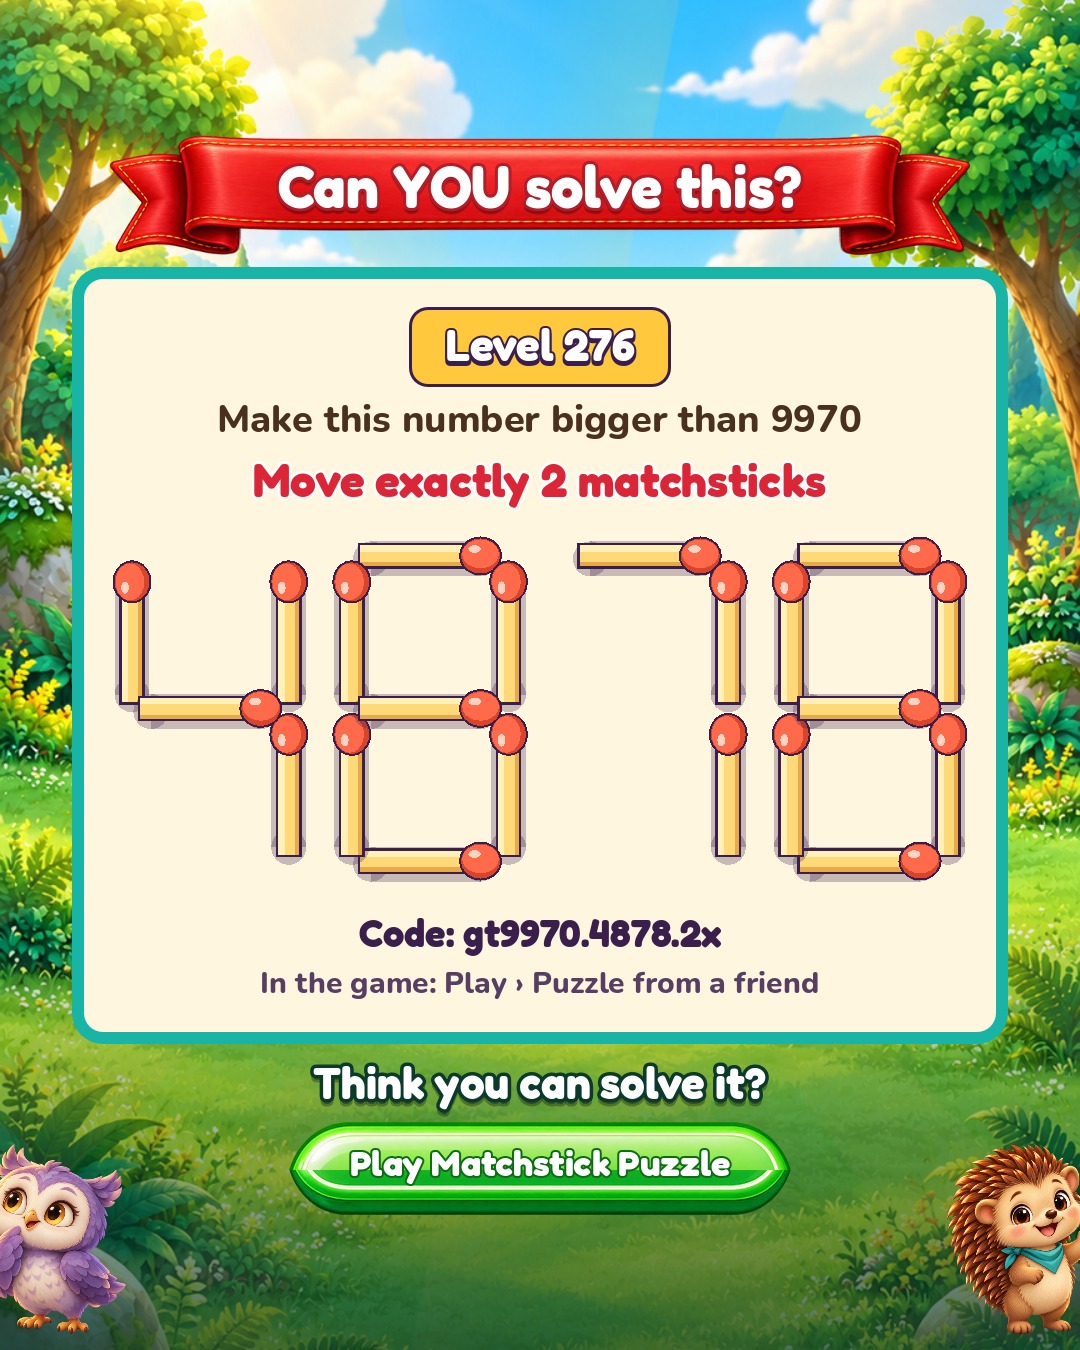 Can YOU solve this?
Level 276
Make this number bigger than 9970
Move exactly 2 matchsticks
4878
Code: gt9970.4878.2x
In the game: Play › Puzzle from a friend
Think you can solve it?
Play Matchstick Puzzle